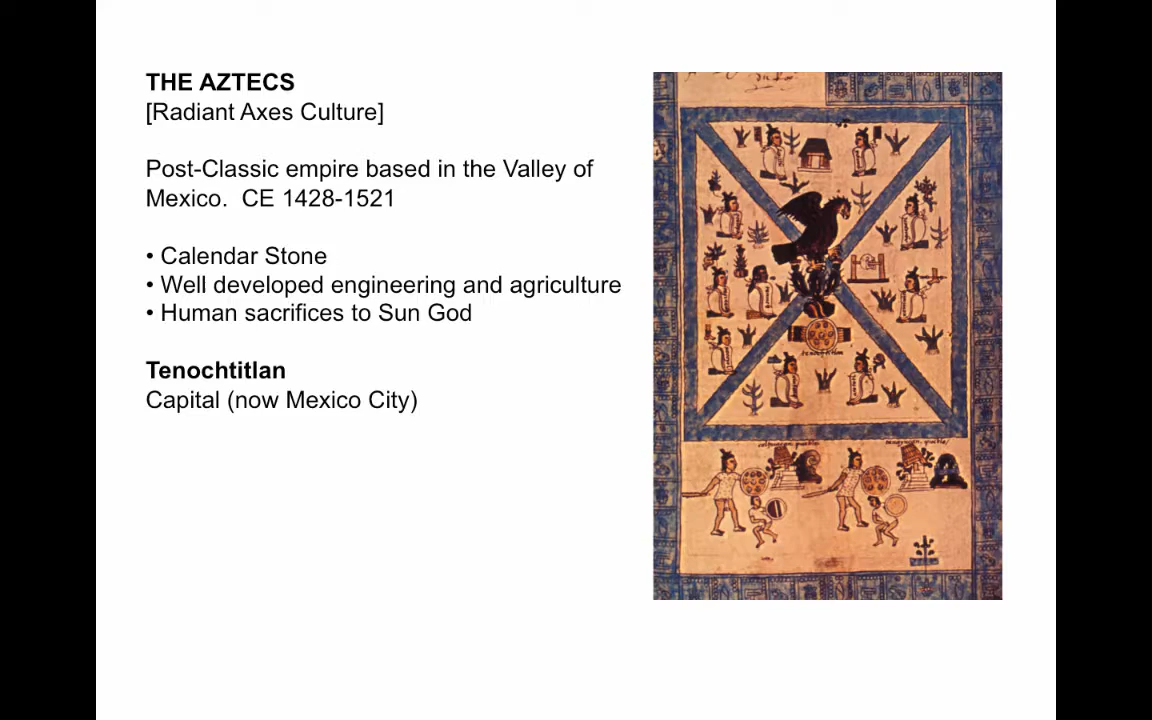 THE AZTECS
[Radiant Axes Culture]
Post-Classic empire based in the Valley of
Mexico. CE 1428-1521
• Calendar Stone
• Well developed engineering and agriculture
• Human sacrifices to Sun God
Tenochtitlan
Capital (now Mexico City)